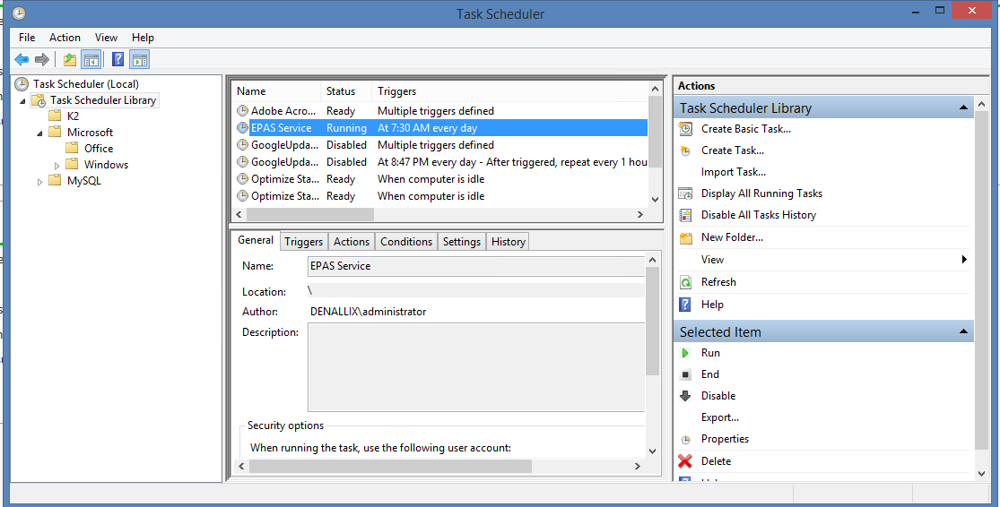 Task Scheduler
File Action View Help
Task Scheduler (Local)
Task Scheduler Library
K2
Microsoft
Office
Windows
MySQL
Name Status Triggers
Adobe Acro... Ready Multiple triggers defined
EPAS Service Running At 7:30 AM every day
GoogleUpda... Disabled Multiple triggers defined
GoogleUpda... Disabled At 8:47 PM every day - After triggered, repeat every 1 hou
Optimize Sta... Ready When computer is idle
Optimize Sta... Ready When computer is idle
General Triggers Actions Conditions Settings History
Name: EPAS Service
Location: \
Author: DENALLIX\administrator
Description:
Security options
When running the task, use the following user account:
Actions
Task Scheduler Library
Create Basic Task...
Create Task...
Import Task...
Display All Running Tasks
Disable All Tasks History
New Folder...
View
Refresh
Help
Selected Item
Run
End
Disable
Export...
Properties
Delete